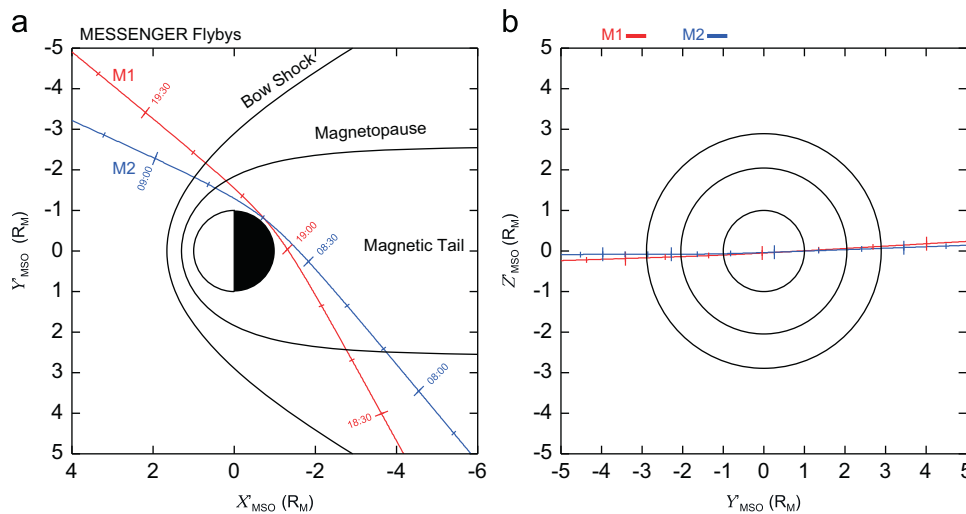 a
MESSENGER Flybys
M1
19:30
Bow Shock
Magnetopause
M2
09:00
19:00
08:30
Magnetic Tail
08:00
18:30
-5
-4
-3
-2
-1
0
1
2
3
4
5
Y'MSO (RM)
4 2 0 -2 -4 -6
X'MSO (RM)
b
M1 M2
5
4
3
2
1
0
-1
-2
-3
-4
-5
Z'MSO (RM)
-5 -4 -3 -2 -1 0 1 2 3 4 5
Y'MSO (RM)